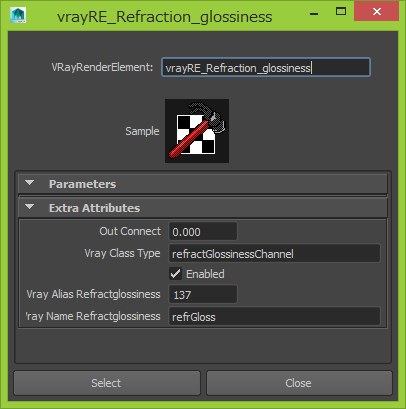 vrayRE_Refraction_glossiness
VRayRenderElement: vrayRE_Refraction_glossiness
Sample
Parameters
Extra Attributes
Out Connect 0.000
Vray Class Type refractGlossinessChannel
Enabled
Vray Alias Refractglossiness 137
ray Name Refractglossiness refrGloss
Select Close